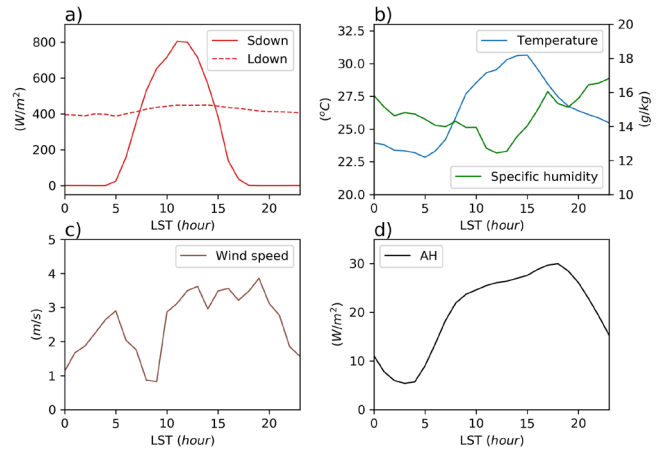 a)
800
600
400
200
0
(W/m²)
Sdown
Ldown
0 5 10 15 20
LST (hour)
b)
32.5
30.0
27.5
25.0
22.5
20.0
(°C)
Temperature
Specific humidity
20
18
16
14
12
10
(g/kg)
0 5 10 15 20
LST (hour)
c)
5
4
3
2
1
0
(m/s)
Wind speed
0 5 10 15 20
LST (hour)
d)
30
20
10
0
(W/m²)
AH
0 5 10 15 20
LST (hour)